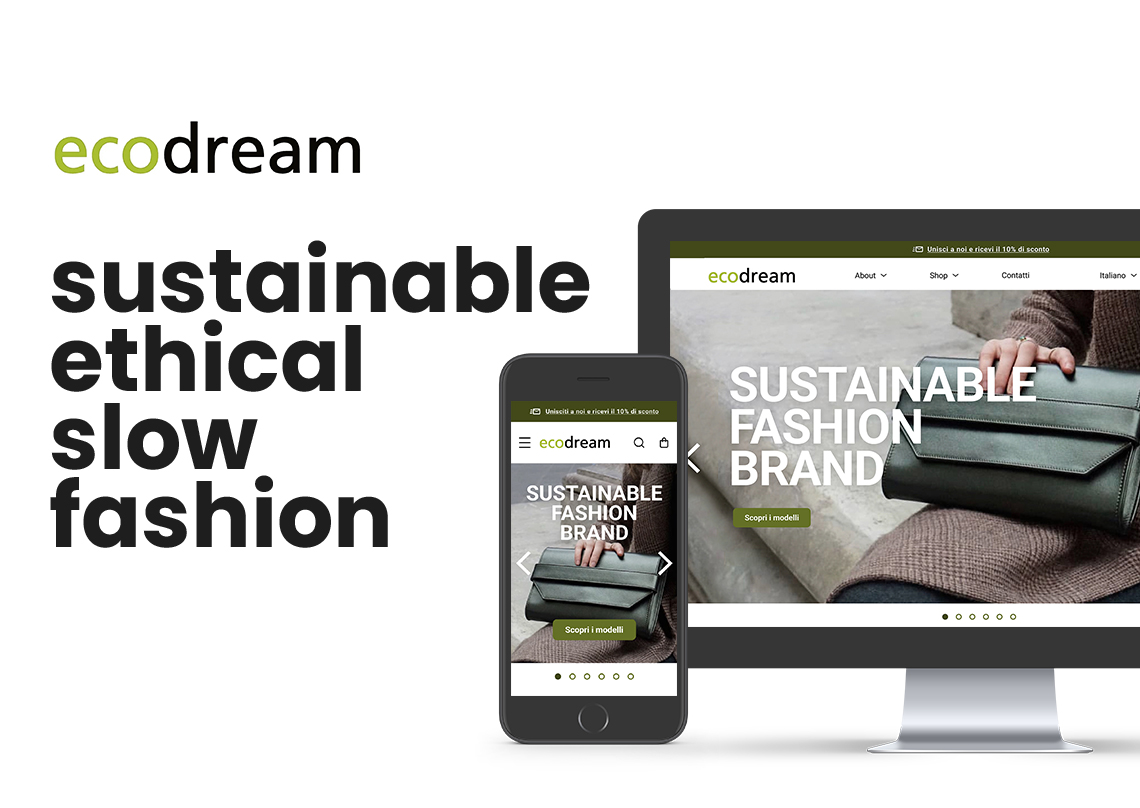 ecodream
sustainable
ethical
slow
fashion
Unisciti a noi e ricevi il 10% di sconto
ecodream
SUSTAINABLE
FASHION
BRAND
Scopri i modelli
Unisci a noi e ricevi il 10% di sconto
ecodream About Shop Contatti Italiano
SUSTAINABLE
FASHION
BRAND
Scopri i modelli